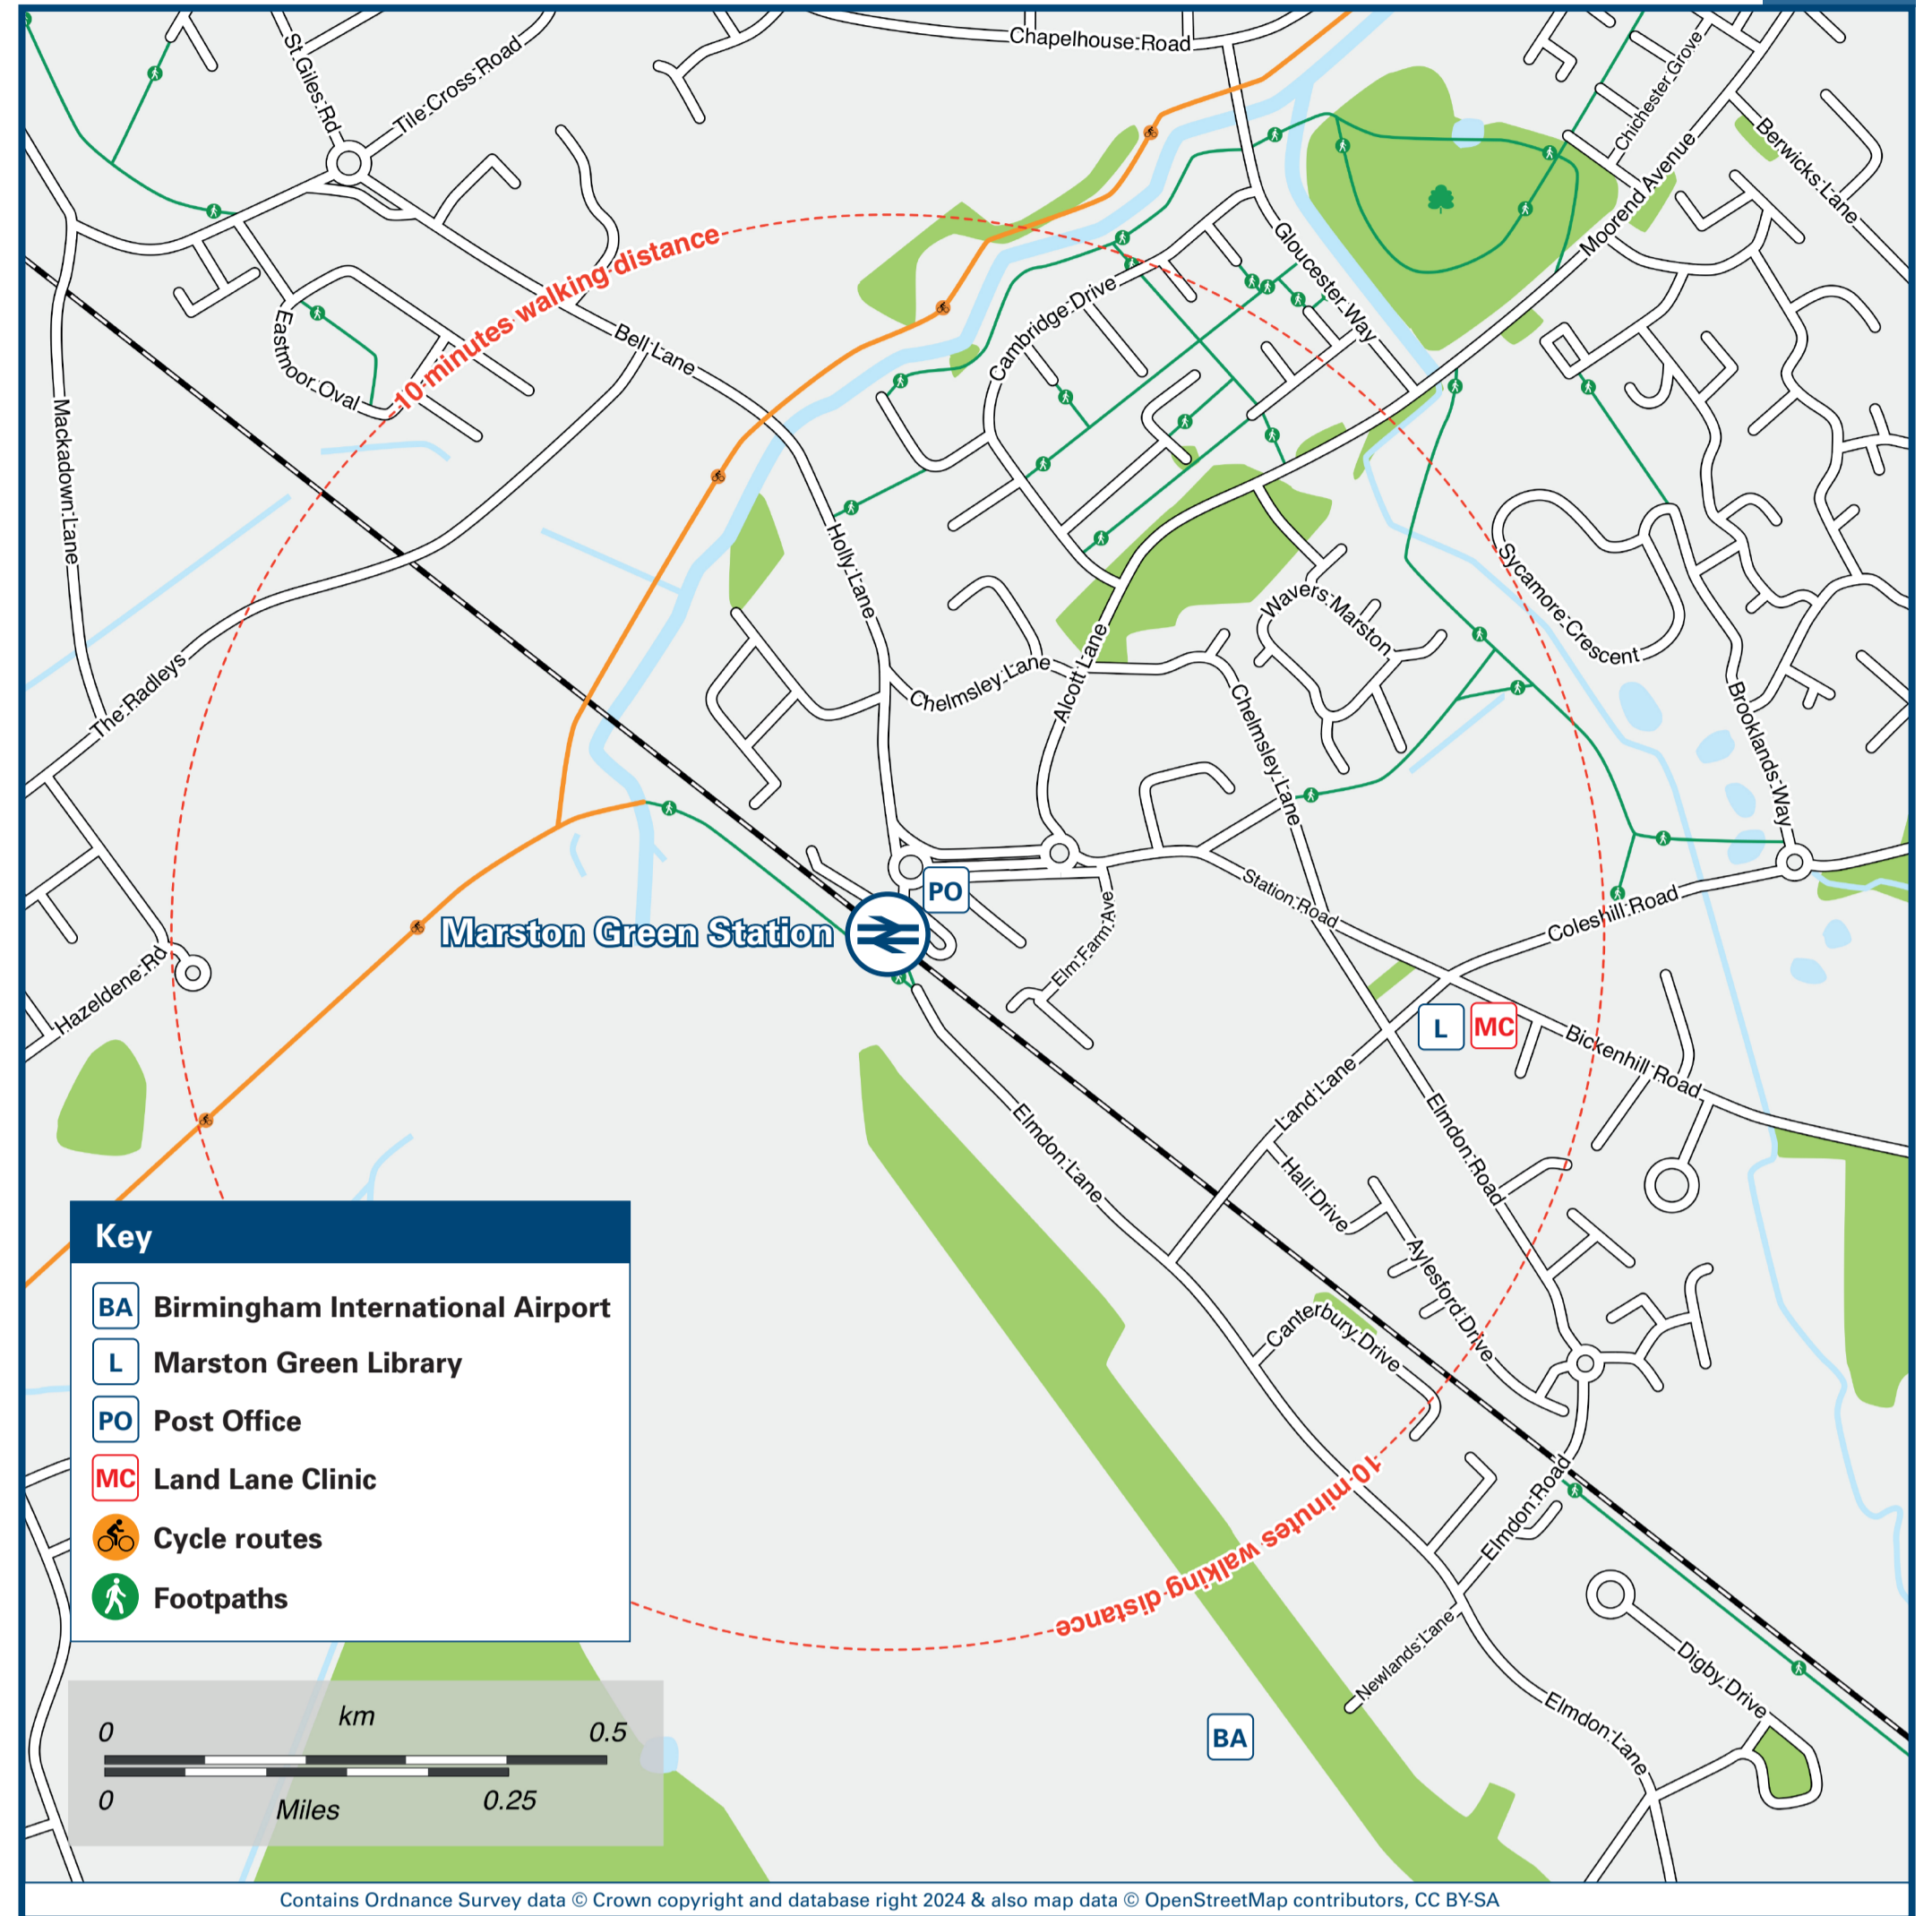 Chapelhouse Road
St Giles Rd
Tile Cross Road
Chichester Grove
Berwicks Lane
Moorend Avenue
10 minutes walking distance
Gloucester Way
Cambridge Drive
Eastmoor Oval
Bell Lane
Mackadown Lane
Holly Lane
Sycamore Crescent
Wavers Marston
The Radleys
Chelmsley Lane
Alcott Lane
Chelmsley Lane
Brooklands Way
PO
Station Road
Coleshill Road
Marston Green Station
Elm Farm Ave
Hazeldene Rd
L
MC
Bickenhill Road
Land Lane
Elmdon Road
Elmdon Lane
Hall Drive
Aylesford Drive
Canterbury Drive
10 minutes walking distance
Elmdon Road
Newlands Lane
Digby Drive
Elmdon Lane
BA
Key
BA Birmingham International Airport
L Marston Green Library
PO Post Office
MC Land Lane Clinic
Cycle routes
Footpaths
km
0 0.5
0 0.25
Miles
Contains Ordnance Survey data © Crown copyright and database right 2024 & also map data © OpenStreetMap contributors, CC BY-SA